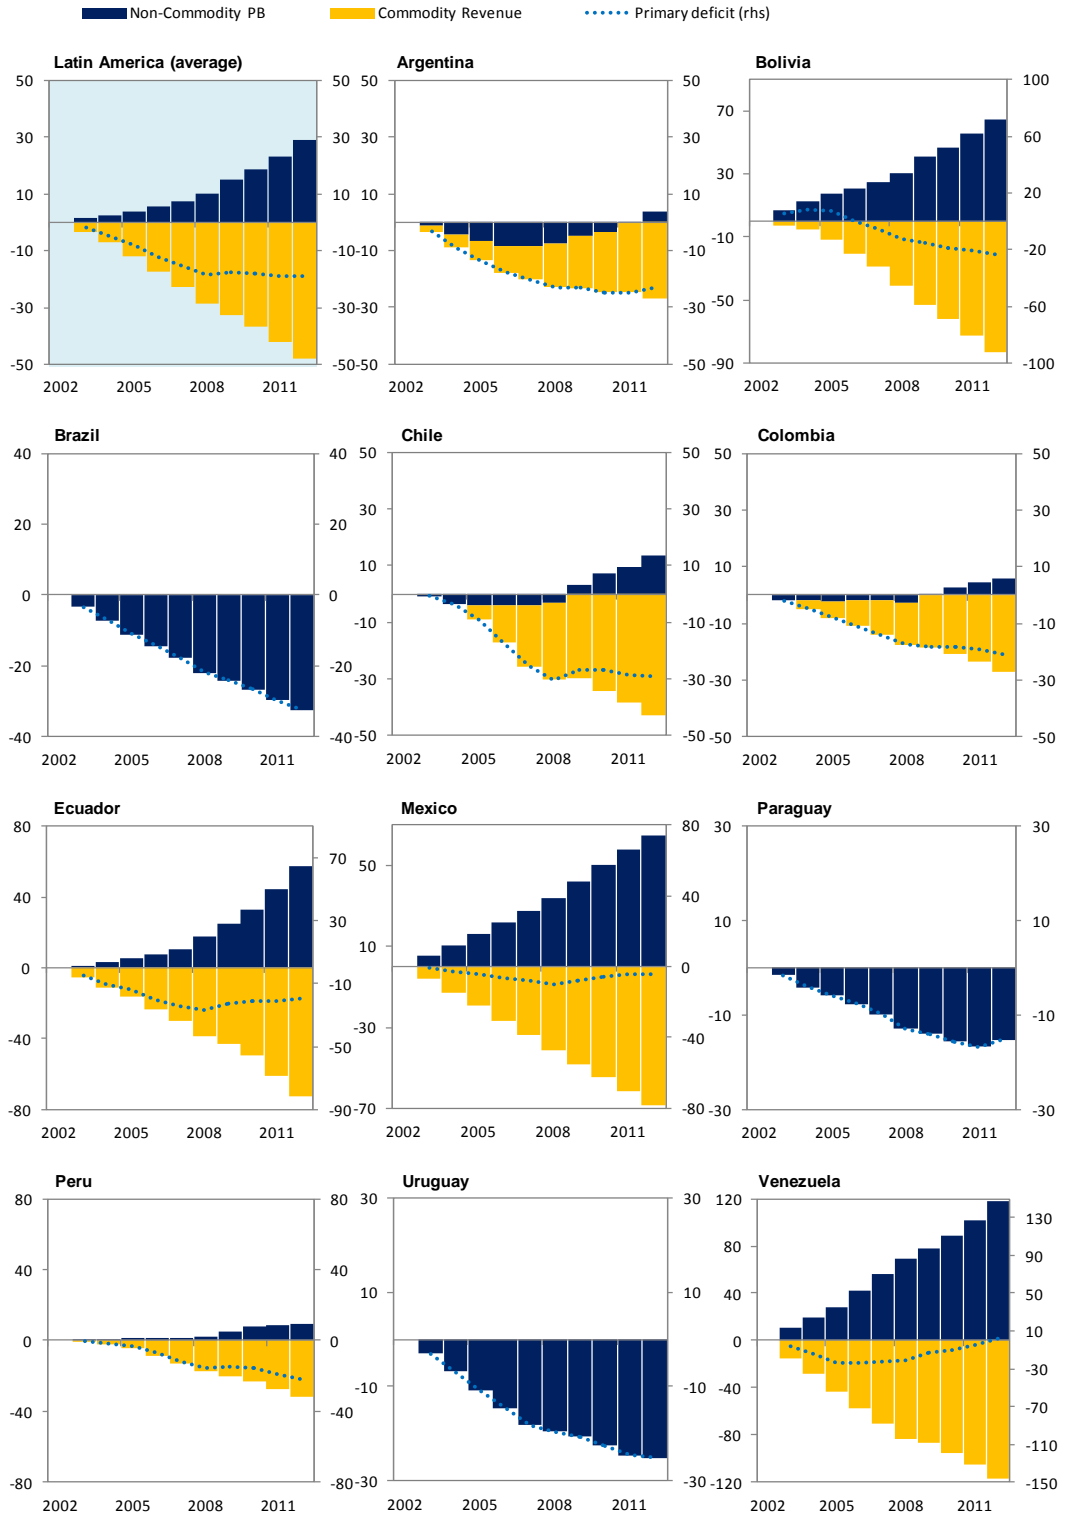 Non-Commodity PB Commodity Revenue Primary deficit (rhs)
Latin America (average) Argentina Bolivia
50 50 50 50 100
30 30 30 30 70 60
10 10 10 10 30 20
-10 -10 -10 -10 -10 -20
-30 -30 -30 -30 -50 -60
-50 -50 -50 -50 -90 -100
2002 2005 2008 2011 2002 2005 2008 2011 2002 2005 2008 2011
Brazil Chile Colombia
40 40 50 50 50 50
20 20 30 30 30 30
0 0 10 10 10 10
-10 -10 -10 -10
-20 -20 -30 -30 -30 -30
-40 -40 -50 -50 -50 -50
2002 2005 2008 2011 2002 2005 2008 2011 2002 2005 2008 2011
Ecuador Mexico Paraguay
80 70 50 80 30 30
40 30 10 40 10 10
0 -10 -30 0 -10 -10
-40 -50 -40
-80 -90 -70 -80 -30 -30
2002 2005 2008 2011 2002 2005 2008 2011 2002 2005 2008 2011
Peru Uruguay Venezuela
80 80 30 30 120 130
40 40 10 10 80 90
40 50
0 0 -10 -10 0 10
-40 -30
-40 -40 -80 -70
-110
-80 -80 -30 -30 -120 -150
2002 2005 2008 2011 2002 2005 2008 2011 2002 2005 2008 2011